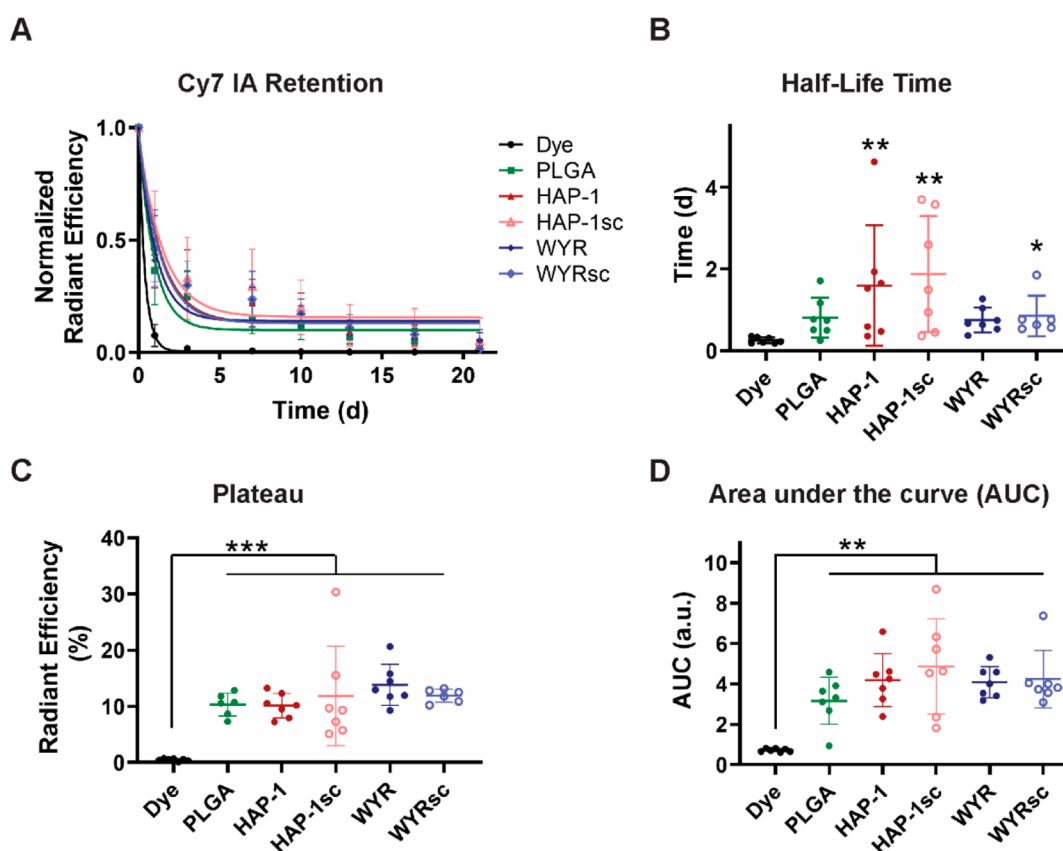 A
Cy7 IA Retention
Normalized
Radiant Efficiency
1.0
0.5
0.0
0
5
10
15
20
Time (d)
Dye
PLGA
HAP-1
HAP-1sc
WYR
WYRsc
B
Half-Life Time
Time (d)
4
2
0
**
**
*
Dye
PLGA
HAP-1
HAP-1sc
WYR
WYRsc
C
Plateau
Radiant Efficiency
(%)
40
30
20
10
0
***
Dye
PLGA
HAP-1
HAP-1sc
WYR
WYRsc
D
Area under the curve (AUC)
AUC (a.u.)
10
8
6
4
2
0
**
Dye
PLGA
HAP-1
HAP-1sc
WYR
WYRsc